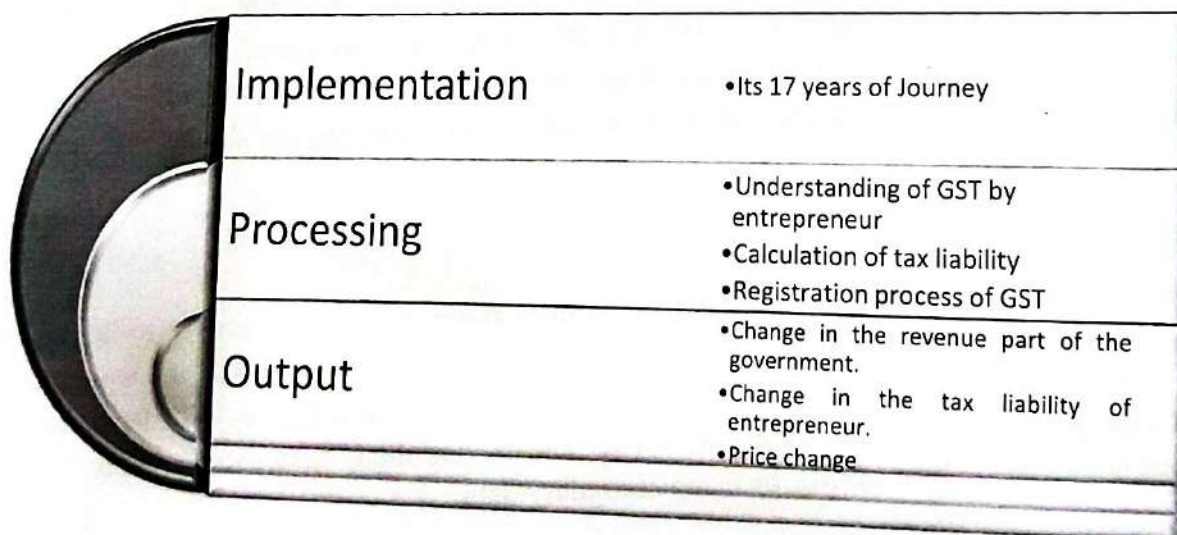 Implementation
•Its 17 years of Journey
Processing
•Understanding of GST by
entrepreneur
•Calculation of tax liability
•Registration process of GST
Output
•Change in the revenue part of the
government.
•Change in the tax liability of
entrepreneur.
•Price change